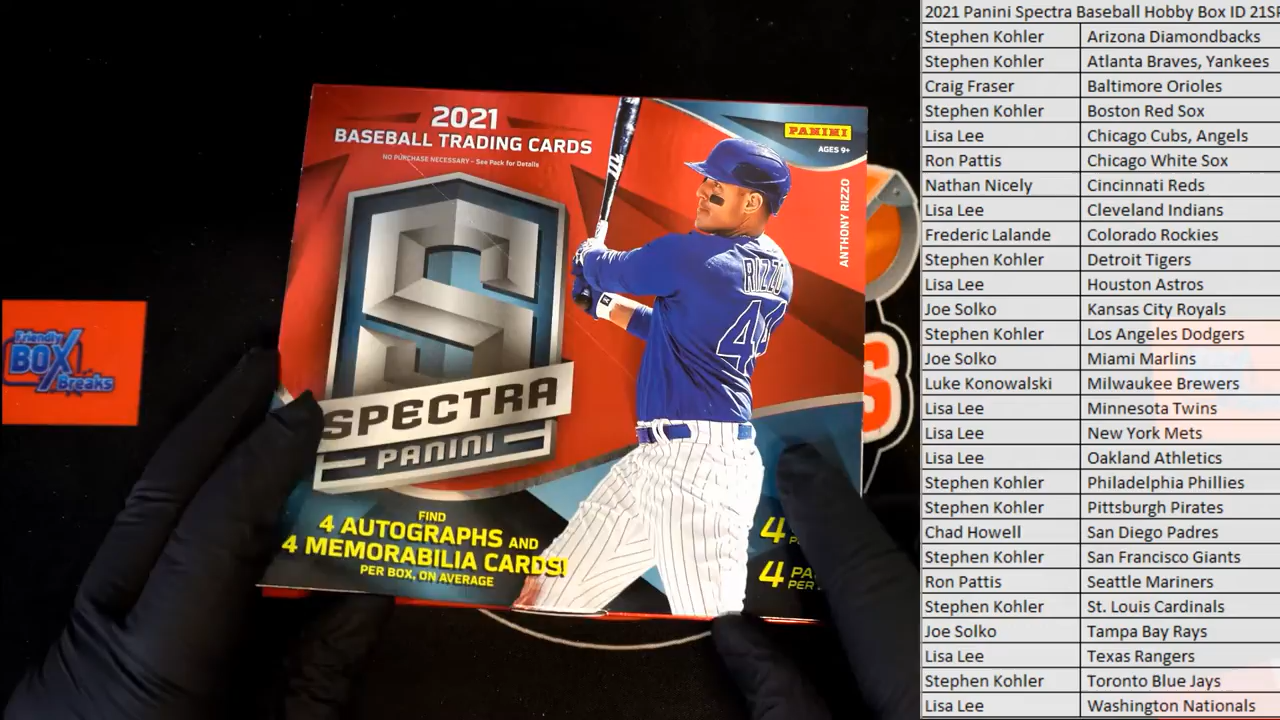 2021
BASEBALL TRADING CARDS
NO PURCHASE NECESSARY – See Pack for Details
PANINI
AGES 9+
ANTHONY RIZZO
RIZZO
44
S
SPECTRA
PANINI
FIND
4 AUTOGRAPHS AND
4 MEMORABILIA CARDS!
PER BOX, ON AVERAGE
4
4 PA
PER
Friendly
BOX
Breaks
S
2021 Panini Spectra Baseball Hobby Box ID 21SP
Stephen Kohler Arizona Diamondbacks
Stephen Kohler Atlanta Braves, Yankees
Craig Fraser Baltimore Orioles
Stephen Kohler Boston Red Sox
Lisa Lee Chicago Cubs, Angels
Ron Pattis Chicago White Sox
Nathan Nicely Cincinnati Reds
Lisa Lee Cleveland Indians
Frederic Lalande Colorado Rockies
Stephen Kohler Detroit Tigers
Lisa Lee Houston Astros
Joe Solko Kansas City Royals
Stephen Kohler Los Angeles Dodgers
Joe Solko Miami Marlins
Luke Konowalski Milwaukee Brewers
Lisa Lee Minnesota Twins
Lisa Lee New York Mets
Lisa Lee Oakland Athletics
Stephen Kohler Philadelphia Phillies
Stephen Kohler Pittsburgh Pirates
Chad Howell San Diego Padres
Stephen Kohler San Francisco Giants
Ron Pattis Seattle Mariners
Stephen Kohler St. Louis Cardinals
Joe Solko Tampa Bay Rays
Lisa Lee Texas Rangers
Stephen Kohler Toronto Blue Jays
Lisa Lee Washington Nationals